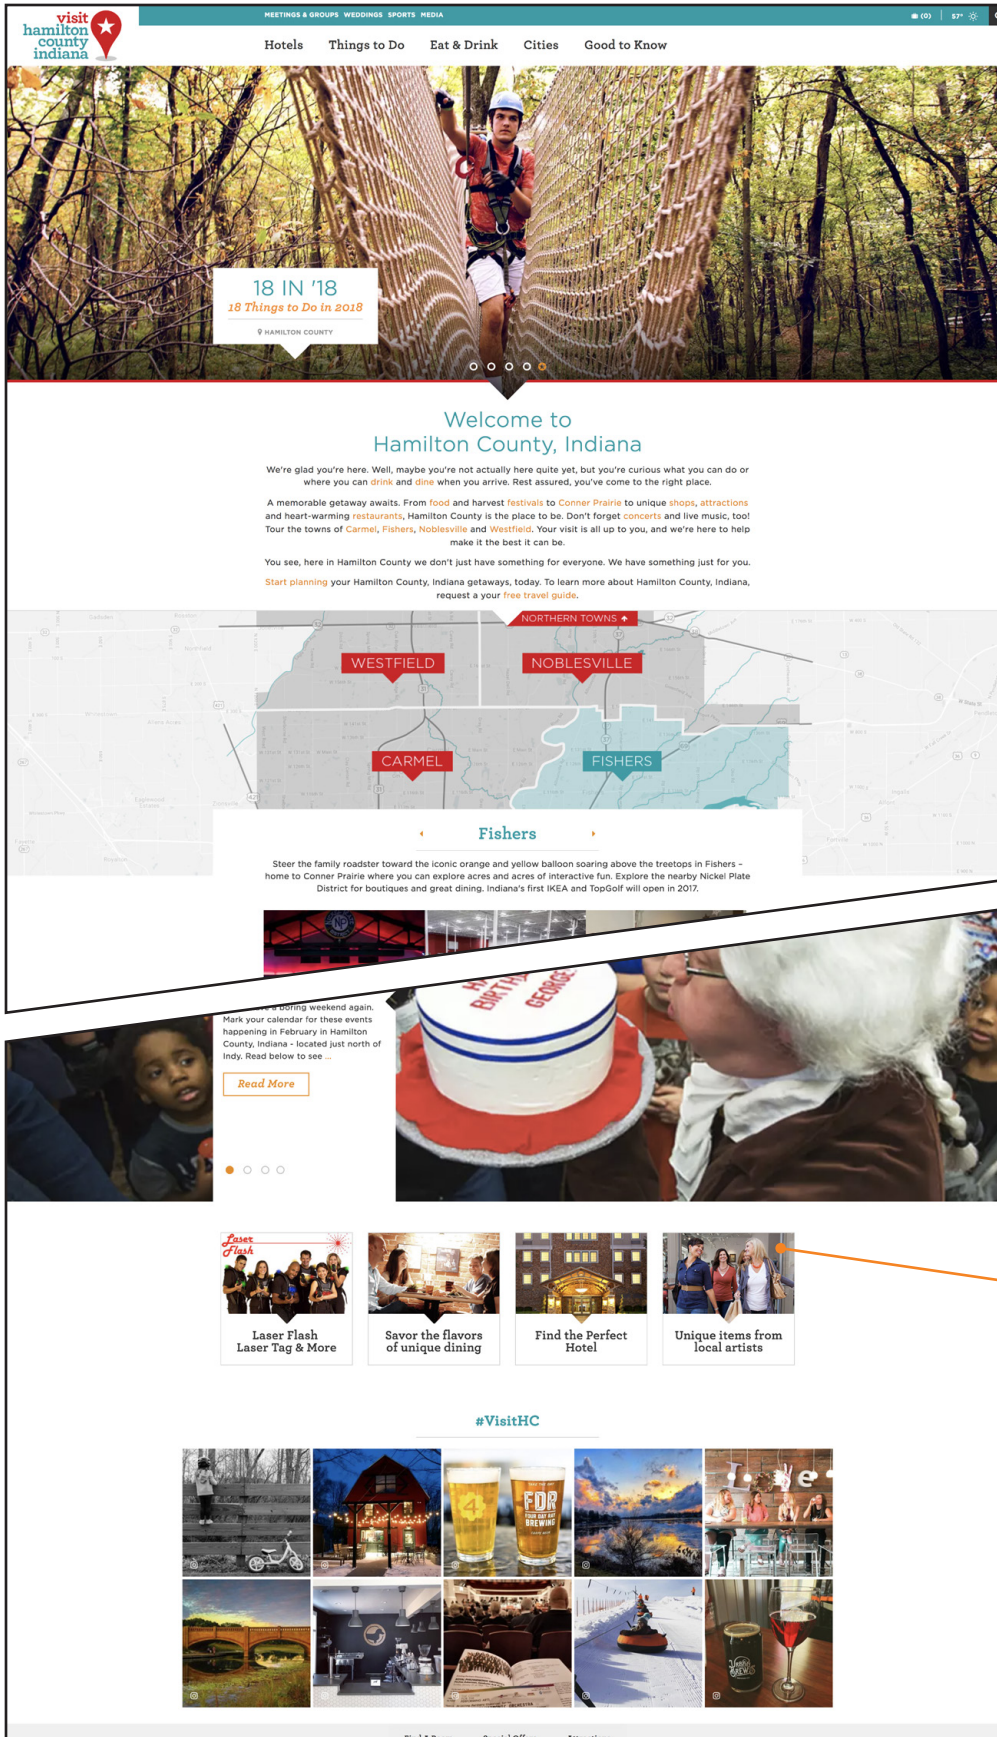 visit
hamilton
county
indiana
MEETINGS & GROUPS WEDDINGS SPORTS MEDIA
(0) 57°
Hotels Things to Do Eat & Drink Cities Good to Know
18 IN '18
18 Things to Do in 2018
HAMILTON COUNTY
Welcome to
Hamilton County, Indiana
We're glad you're here. Well, maybe you're not actually here quite yet, but you're curious what you can do or
where you can drink and dine when you arrive. Rest assured, you've come to the right place.
A memorable getaway awaits. From food and harvest festivals to Conner Prairie to unique shops, attractions
and heart-warming restaurants, Hamilton County is the place to be. Don't forget concerts and live music, too!
Tour the towns of Carmel, Fishers, Noblesville and Westfield. Your visit is all up to you, and we're here to help
make it the best it can be.
You see, here in Hamilton County we don't just have something for everyone. We have something just for you.
Start planning your Hamilton County, Indiana getaways, today. To learn more about Hamilton County, Indiana,
request a your free travel guide.
NORTHERN TOWNS
WESTFIELD NOBLESVILLE
CARMEL FISHERS
Fishers
Steer the family roadster toward the iconic orange and yellow balloon soaring above the treetops in Fishers –
home to Conner Prairie where you can explore acres and acres of interactive fun. Explore the nearby Nickel Plate
District for boutiques and great dining. Indiana's first IKEA and TopGolf will open in 2017.
NP
BIRTH
GEORGE
a boring weekend again.
Mark your calendar for these events
happening in February in Hamilton
County, Indiana - located just north of
Indy. Read below to see ...
Read More
Laser
Flash
Laser Flash
Laser Tag & More
Savor the flavors
of unique dining
Find the Perfect
Hotel
Unique items from
local artists
#VisitHC
4
FDR
FOUR DAY RAY
BREWING